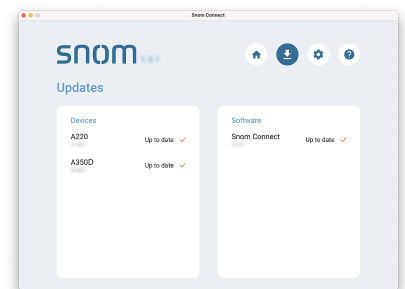 Snom Connect
snom
Updates
Devices
A220
Up to date
A350D
Up to date
Software
Snom Connect
Up to date